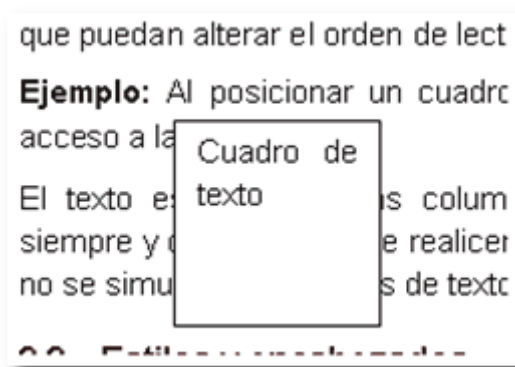 que puedan alterar el orden de lect
Ejemplo: Al posicionar un cuadro
acceso a la
Cuadro de
texto
El texto es s colum
siempre y e realicen
no se simu s de texto